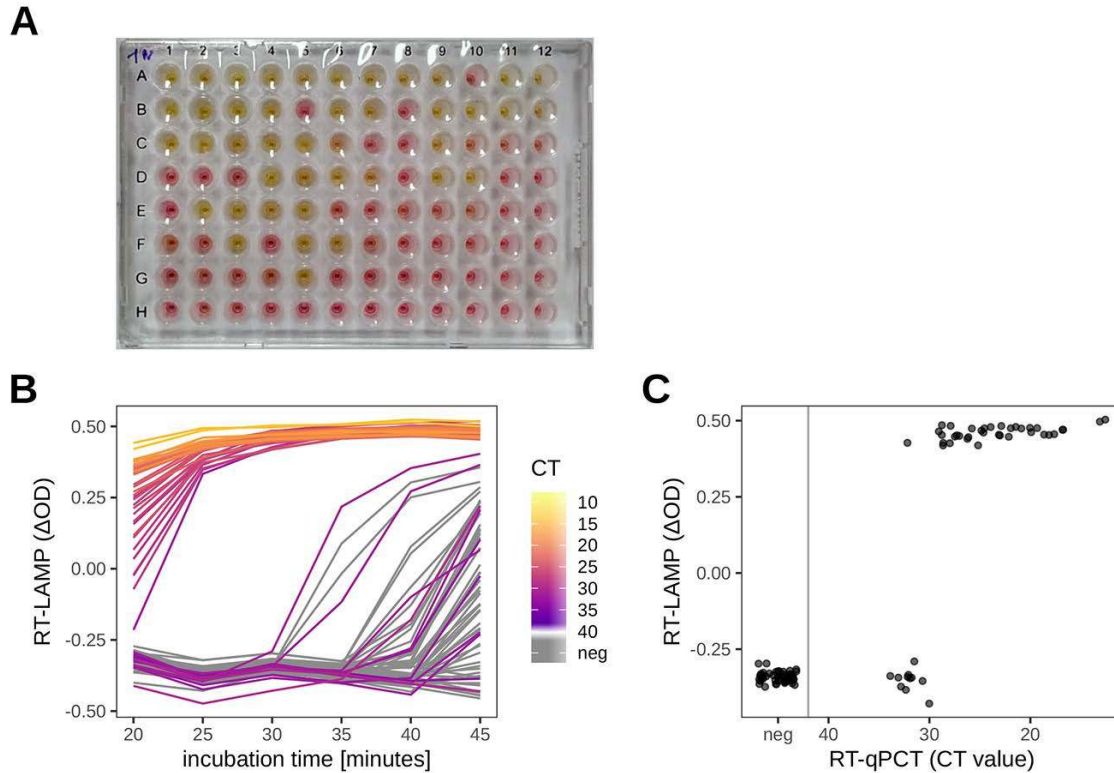 A
1 2 3 4 5 6 7 8 9 10 11 12
A
B
C
D
E
F
G
H
B
0.50
0.25
0.00
-0.25
-0.50
RT-LAMP (ΔOD)
20 25 30 35 40 45
incubation time [minutes]
CT
10
15
20
25
30
35
40
neg
C
0.50
0.25
0.00
-0.25
RT-LAMP (ΔOD)
neg 40 30 20
RT-qPCT (CT value)